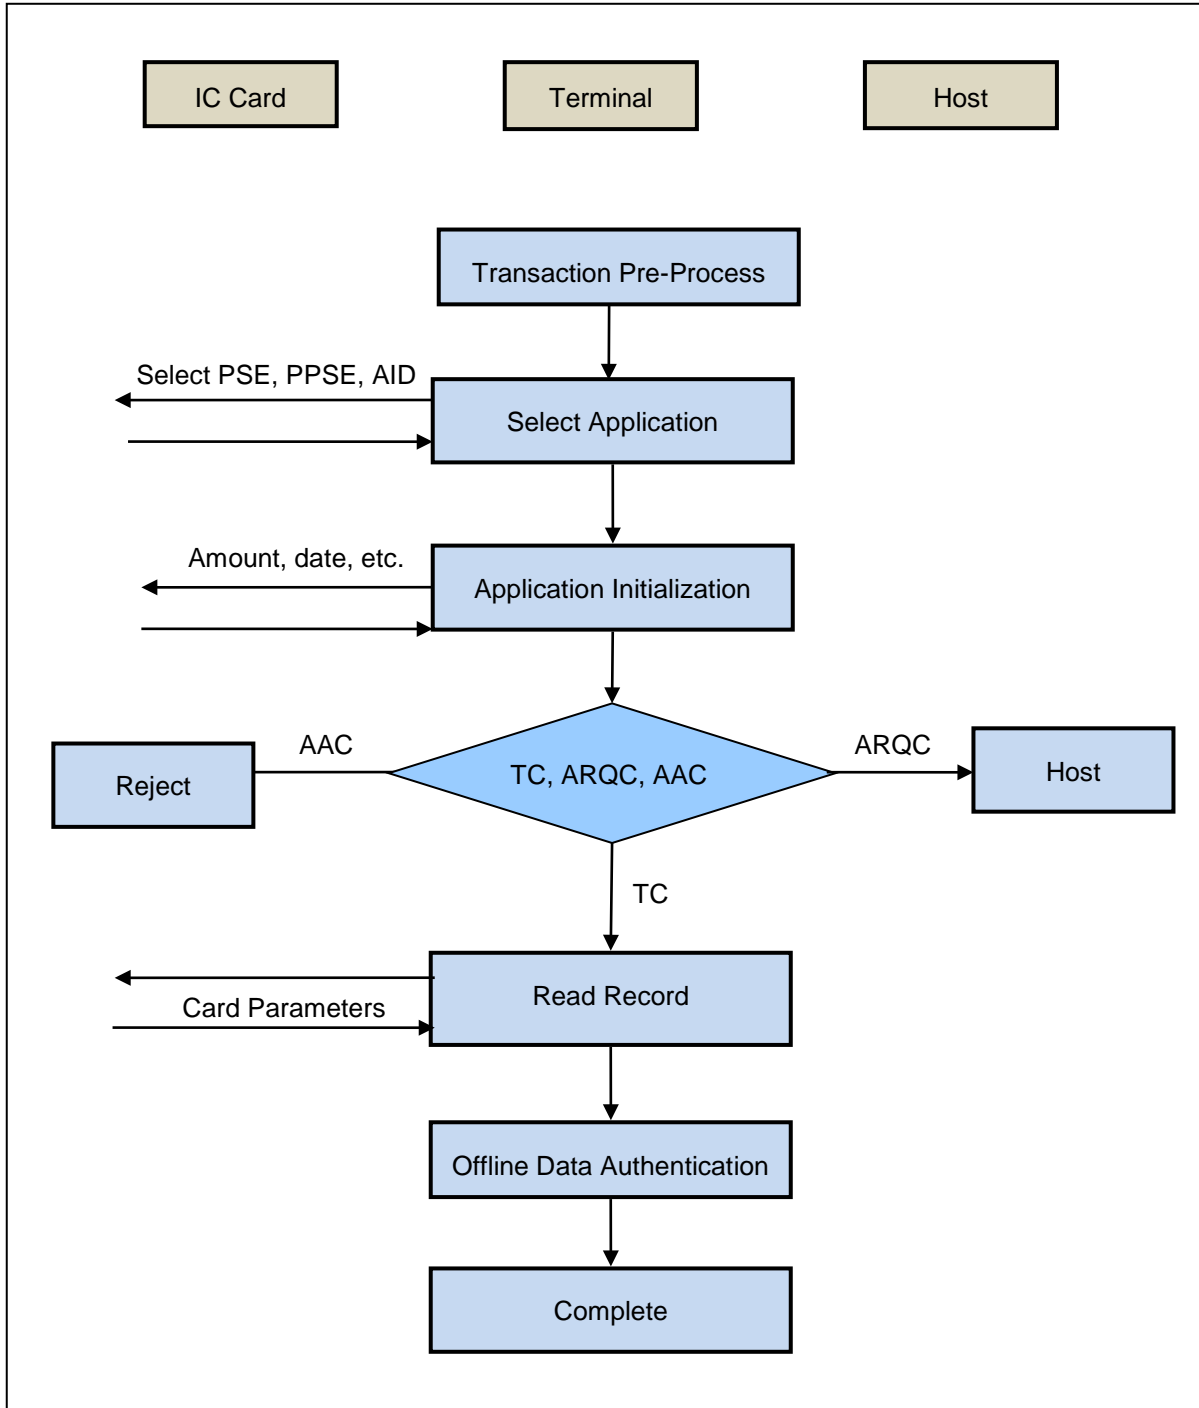 IC Card
Terminal
Host
Transaction Pre-Process
Select PSE, PPSE, AID
Select Application
Amount, date, etc.
Application Initialization
AAC
ARQC
Reject
TC, ARQC, AAC
Host
TC
Read Record
Card Parameters
Offline Data Authentication
Complete